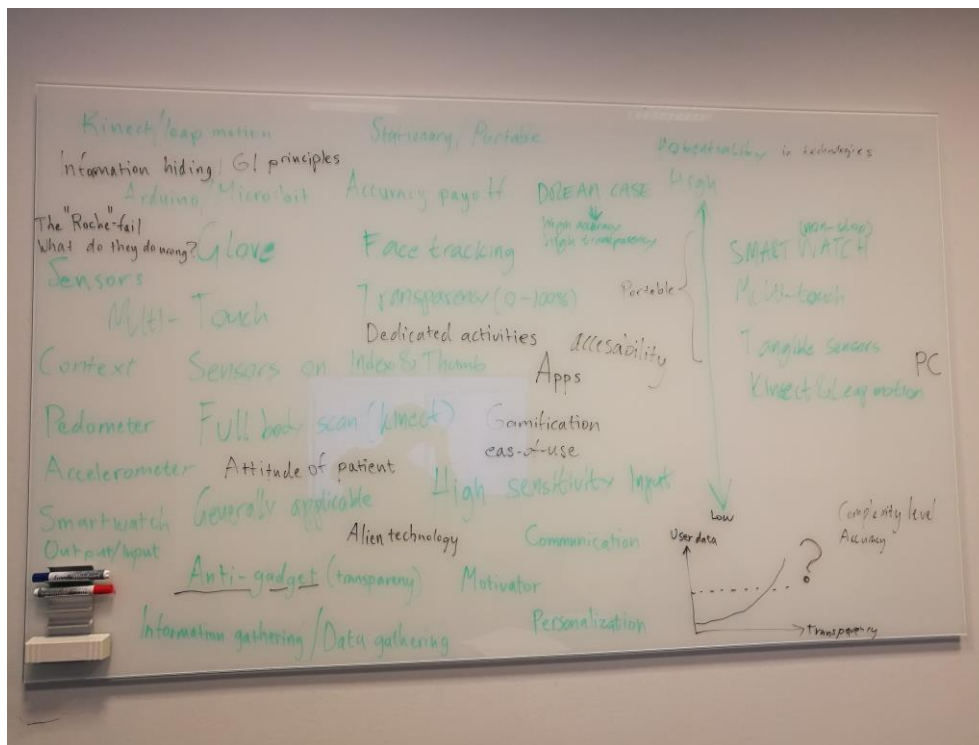 Kinect/leap motion
Stationary/Portable
Potentiality in technologies
Information hiding/GI principles
Arduino/Micro:bit
Accuracy payoff
DREAM CASE
High
high accuracy
high transparency
The "Roche"-fail
What do they do wrong?
Glove
Face tracking
(non-stop)
SMART WATCH
Sensors
Multi-Touch
Transparency (0-100%)
Portable
Multi-touch
Dedicated activities
accesability
Tangible sensors
PC
Context
Sensors on Index & Thumb
Apps
Kinect & Leap motion
Pedometer
Full body scan (kinect)
Gamification
eas-of-use
Accelerometer
Attitude of patient
High sensitivity Input
Smartwatch
Generally applicable
Low
Complexity level
Accuracy
Output/Input
Alien technology
Communication
User data
?
Anti-gadget (transpareny)
Motivator
Information gathering/Data gathering
Personalization
transparency